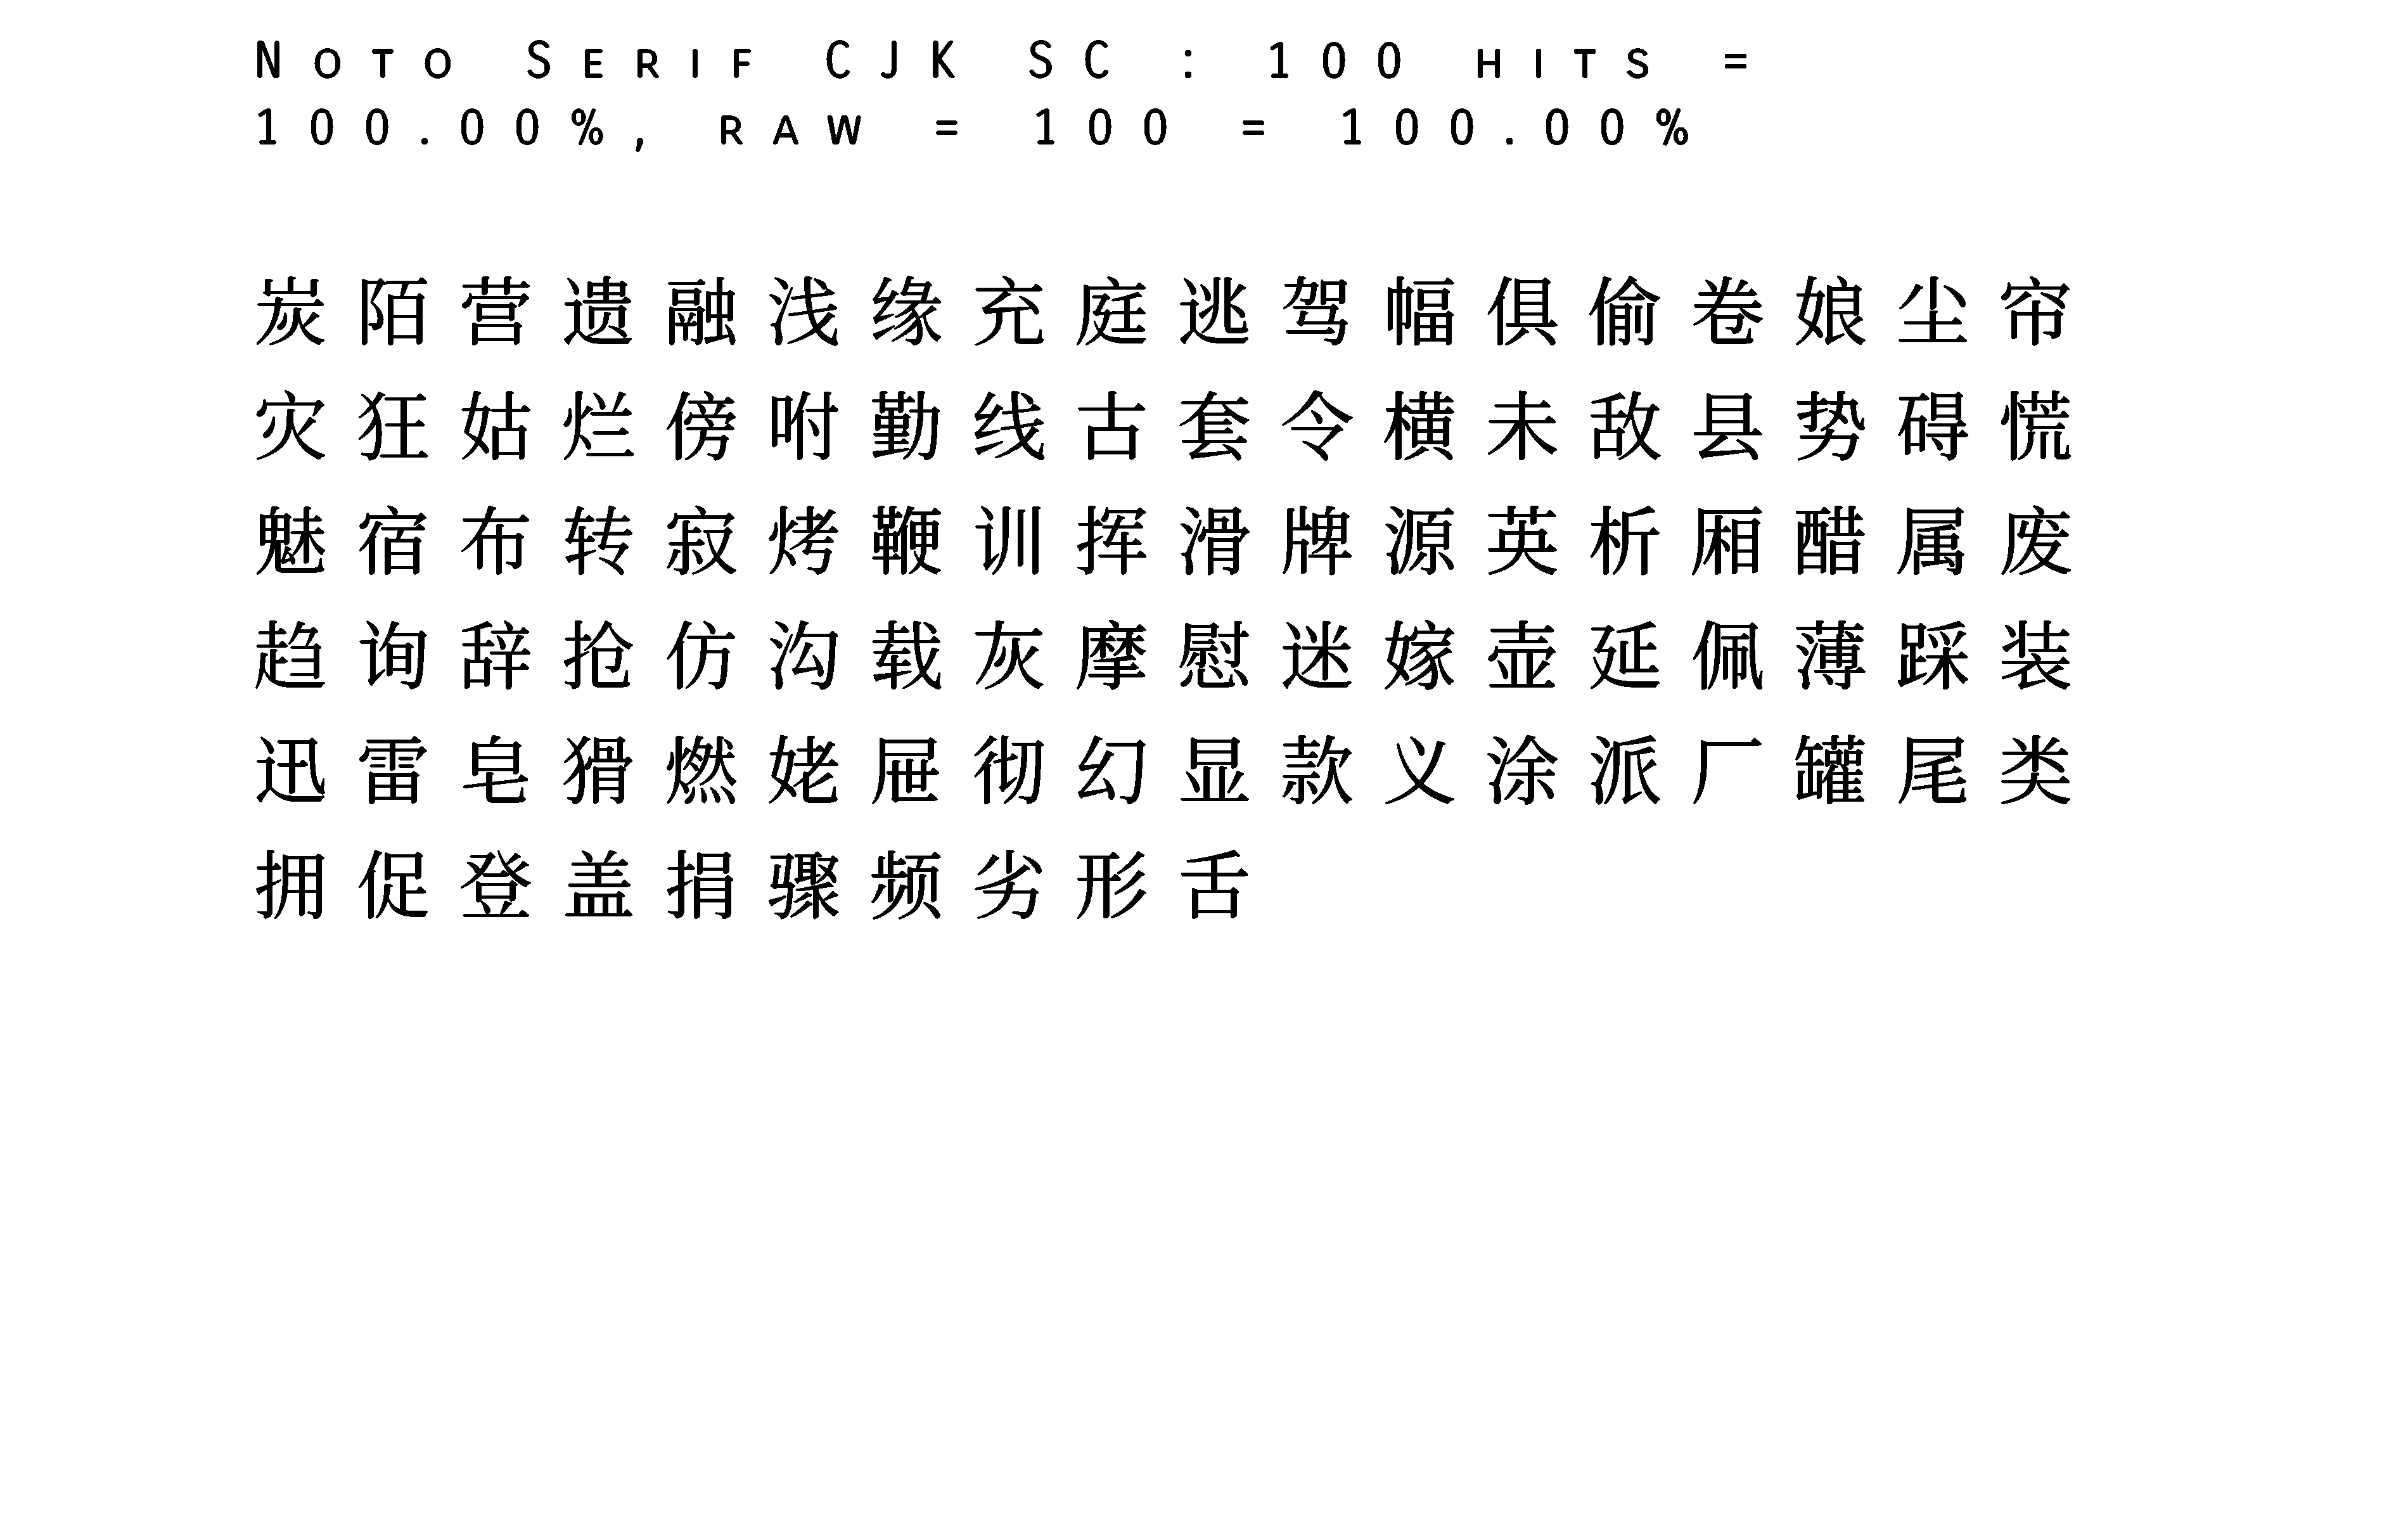 Noto Serif CJK SC : 100 hits =
100.00%, raw = 100 = 100.00%
炭陌营遗融浅缘充庭逃驾幅俱偷卷娘尘帘
灾狂姑烂傍咐勤线古套令横未敌县势碍慌
魅宿布转寂烤鞭训挥滑牌源英析厢醋属废
趋询辞抢仿沟载灰摩慰迷嫁壶延佩薄踩装
迅雷皂猾燃姥屉彻幻显款义涂派厂罐尾类
拥促登盖捐骤频劣形舌